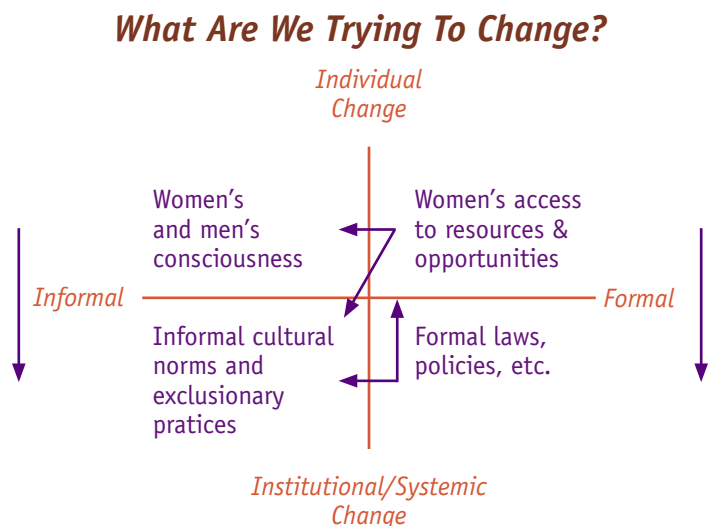 What Are We Trying To Change?
Individual
Change
Women's
and men's
consciousness
Women's access
to resources &
opportunities
Informal
Formal
Informal cultural
norms and
exclusionary
pratices
Formal laws,
policies, etc.
Institutional/Systemic
Change